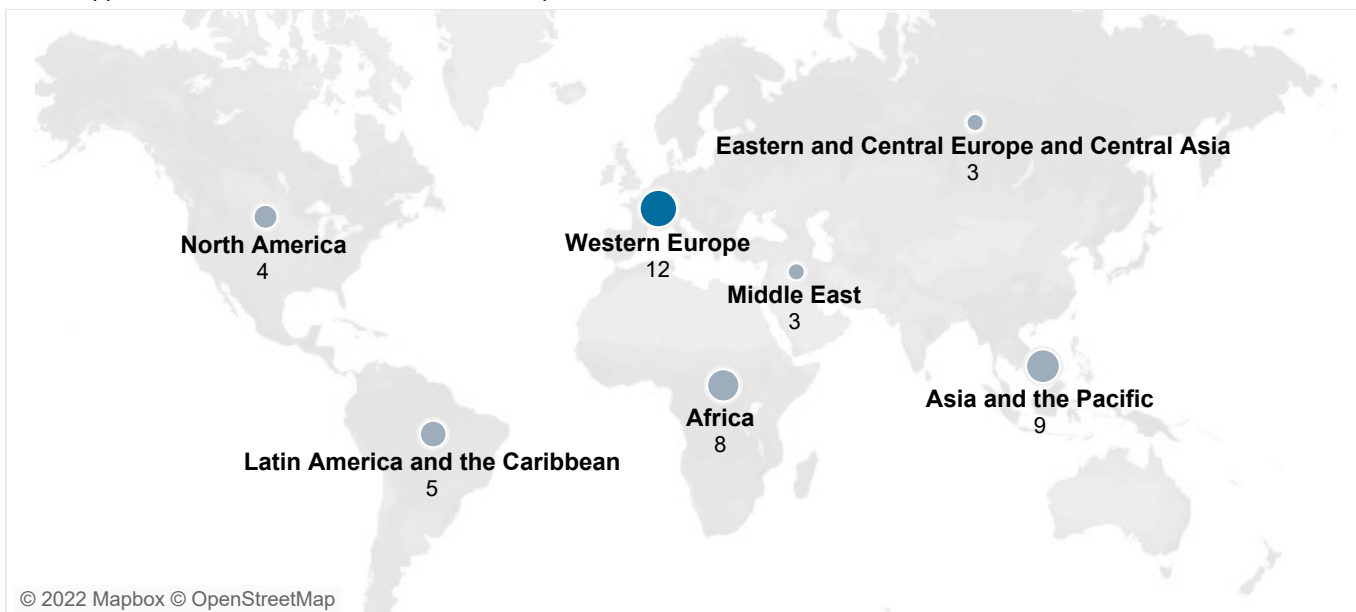 Eastern and Central Europe and Central Asia
3
North America
4
Western Europe
12
Middle East
3
Asia and the Pacific
9
Africa
8
Latin America and the Caribbean
5
© 2022 Mapbox © OpenStreetMap